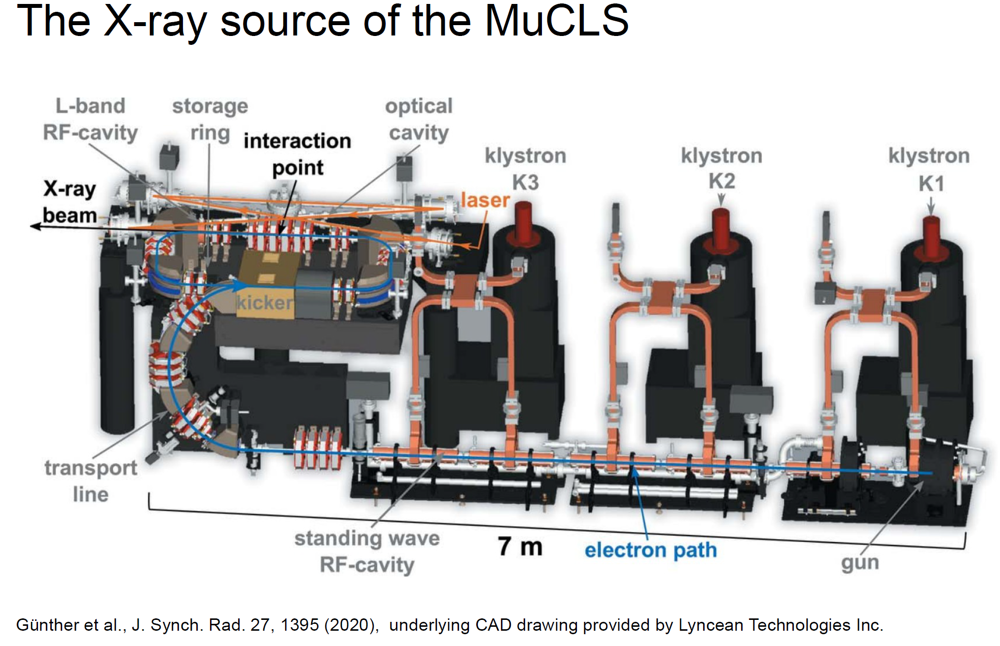 The X-ray source of the MuCLS
L-band
RF-cavity
storage
ring
interaction
point
optical
cavity
klystron
K3
klystron
K2
klystron
K1
X-ray
beam
laser
kicker
transport
line
standing wave
RF-cavity
7 m
electron path
gun
Günther et al., J. Synch. Rad. 27, 1395 (2020),  underlying CAD drawing provided by Lyncean Technologies Inc.